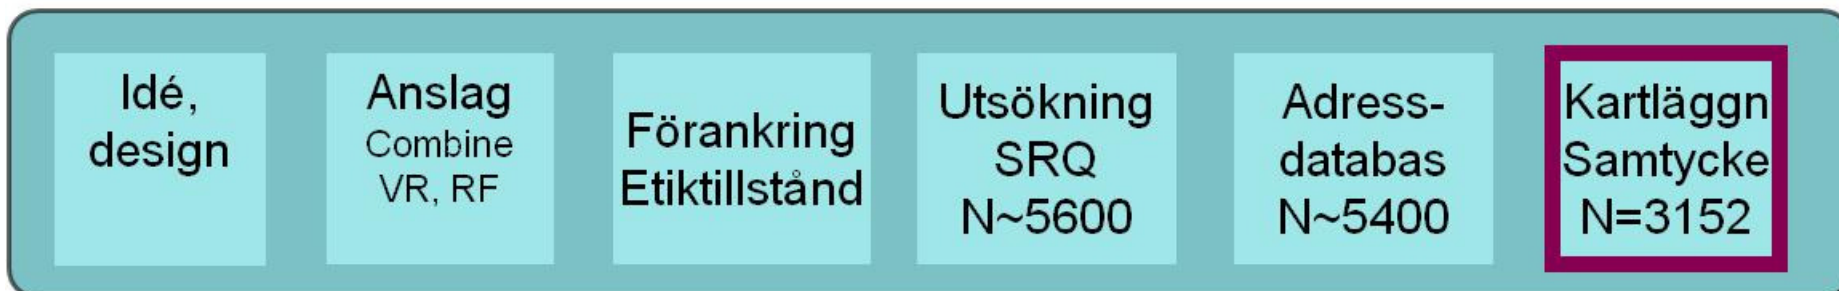 Idé,
design
Anslag
Combine
VR, RF
Förankring
Etiktillstånd
Utsökning
SRQ
N~5600
Adress-
databas
N~5400
Kartläggn
Samtycke
N=3152